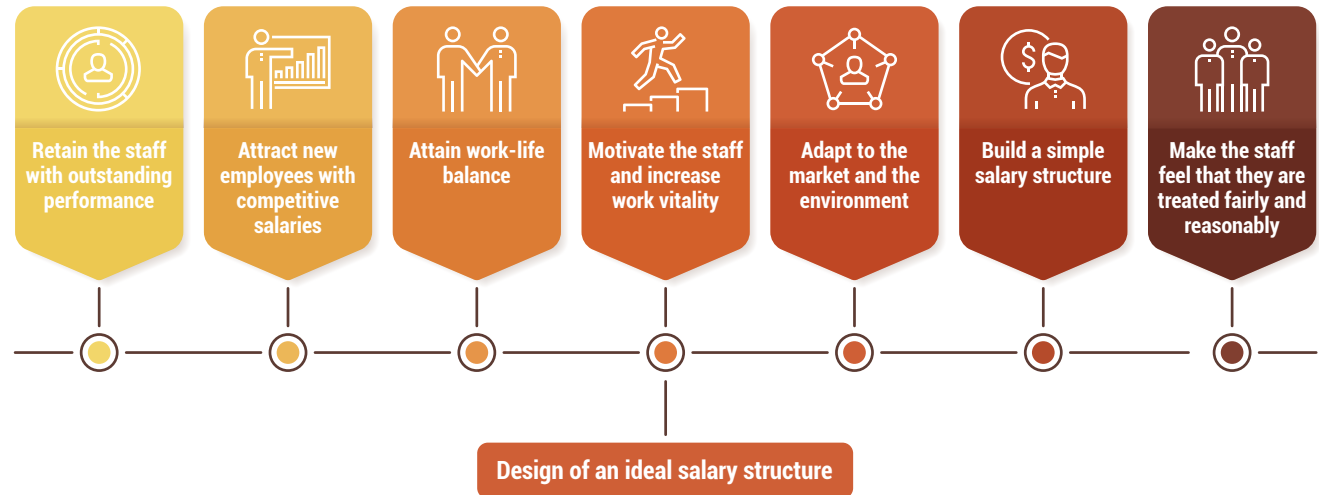 Retain the staff
with outstanding
performance
Attract new
employees with
competitive
salaries
Attain work-life
balance
Motivate the staff
and increase
work vitality
Adapt to the
market and the
environment
Build a simple
salary structure
Make the staff
feel that they are
treated fairly and
reasonably
$
Design of an ideal salary structure